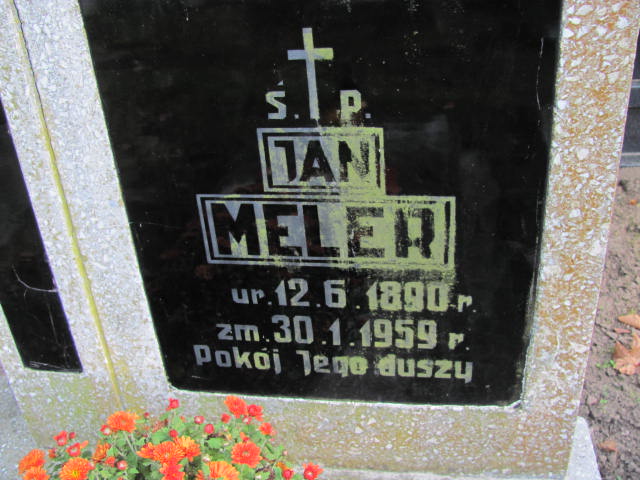 Ś. P.
JAN
MELER
ur. 12.6.1890 r.
zm. 30.1.1959 r.
Pokój Jego duszy